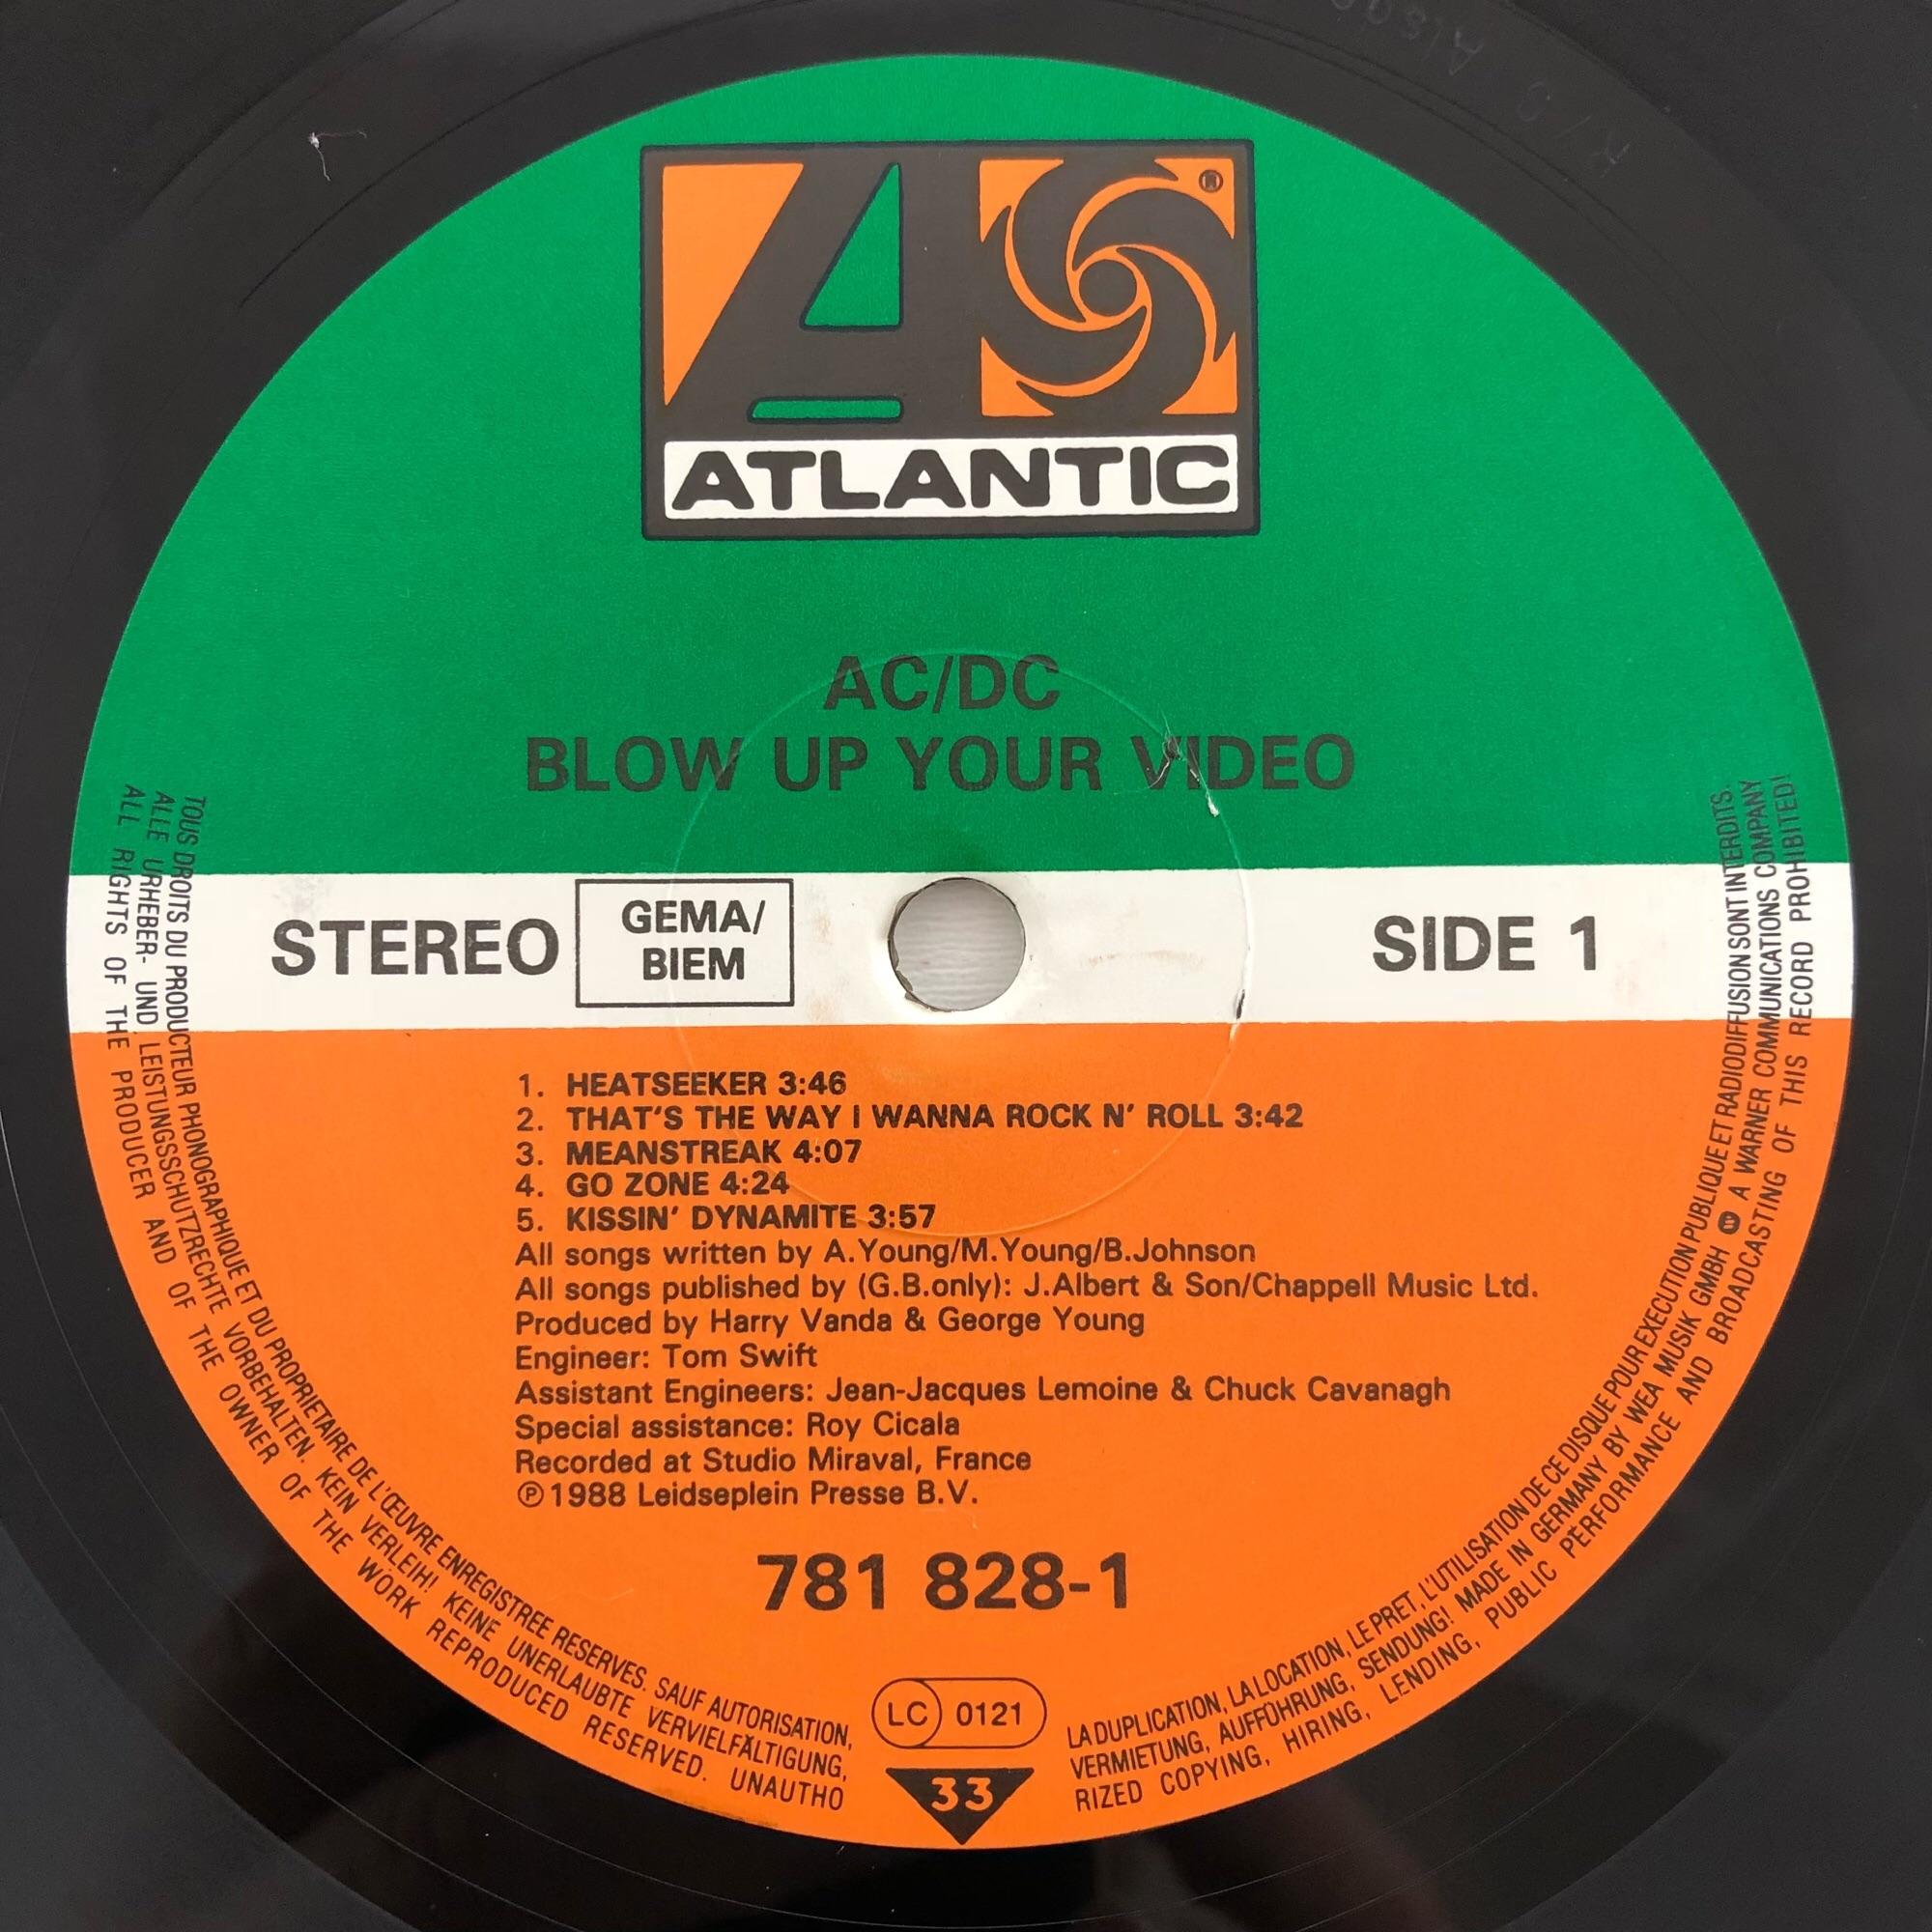 ®
ATLANTIC
AC/DC
BLOW UP YOUR VIDEO
STEREO
GEMA/
BIEM
SIDE 1
1. HEATSEEKER 3:46
2. THAT'S THE WAY I WANNA ROCK N' ROLL 3:42
3. MEANSTREAK 4:07
4. GO ZONE 4:24
5. KISSIN' DYNAMITE 3:57
All songs written by A.Young/M.Young/B.Johnson
All songs published by (G.B.only): J.Albert & Son/Chappell Music Ltd.
Produced by Harry Vanda & George Young
Engineer: Tom Swift
Assistant Engineers: Jean-Jacques Lemoine & Chuck Cavanagh
Special assistance: Roy Cicala
Recorded at Studio Miraval, France
℗1988 Leidseplein Presse B.V.
781 828-1
LC 0121
33
TOUS DROITS DU PRODUCTEUR PHONOGRAPHIQUE ET DU PROPRIETAIRE DE L'ŒUVRE ENREGISTREE RESERVES. SAUF AUTORISATION, LA DUPLICATION, LA LOCATION, LE PRET, L'UTILISATION DE CE DISQUE POUR EXECUTION PUBLIQUE ET RADIODIFFUSION SONT INTERDITS.
ALLE URHEBER- UND LEISTUNGSSCHUTZRECHTE VORBEHALTEN. KEIN VERLEIH! KEINE UNERLAUBTE VERVIELFÄLTIGUNG, VERMIETUNG, AUFFÜHRUNG, SENDUNG! MADE IN GERMANY BY WEA MUSIK GMBH A WARNER COMMUNICATIONS COMPANY
ALL RIGHTS OF THE PRODUCER AND OF THE OWNER OF THE WORK REPRODUCED RESERVED. UNAUTHORIZED COPYING, HIRING, LENDING, PUBLIC PERFORMANCE AND BROADCASTING OF THIS RECORD PROHIBITED!